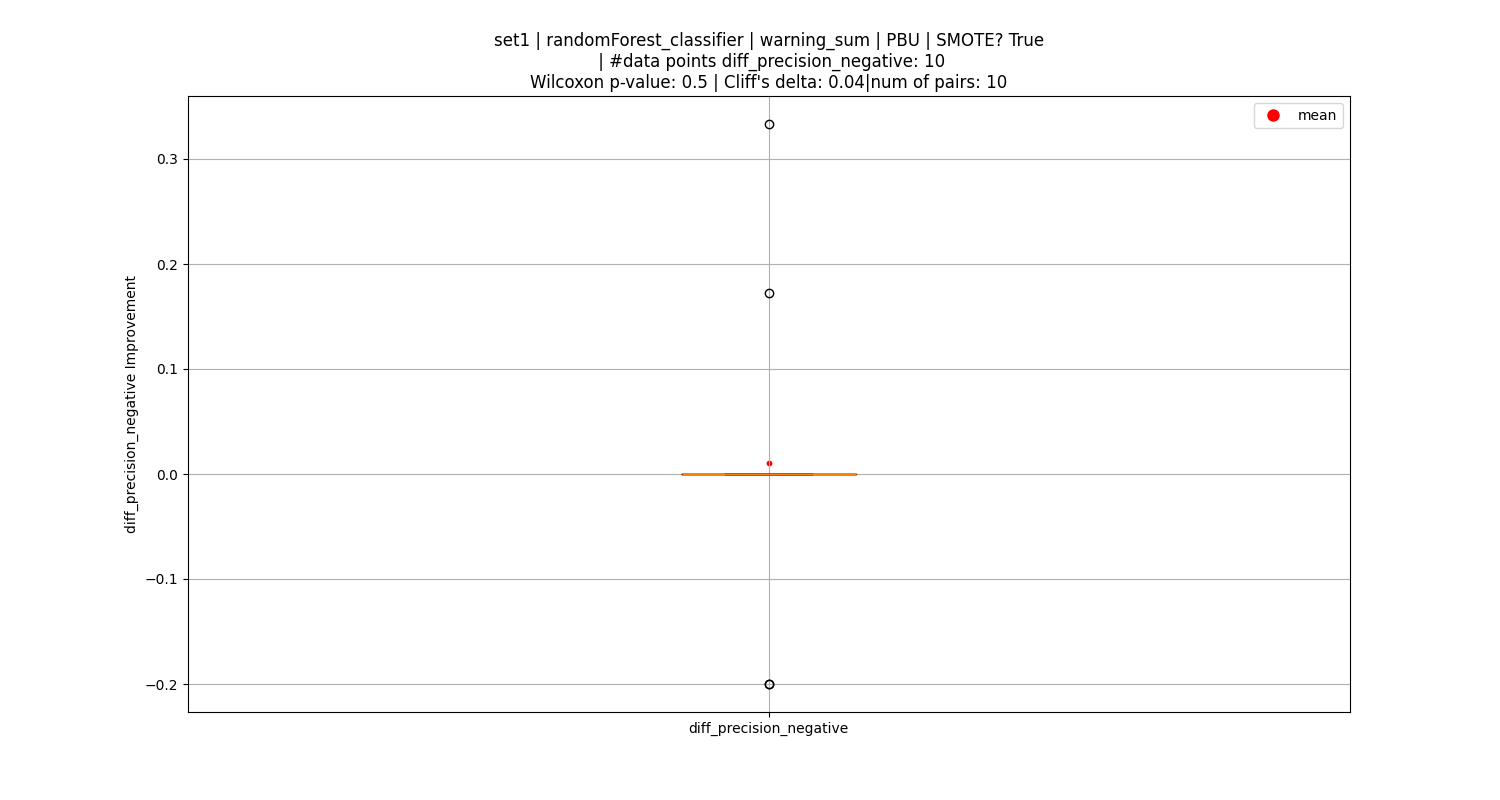 set1 | randomForest_classifier | warning_sum | PBU | SMOTE? True
| #data points diff_precision_negative: 10
Wilcoxon p-value: 0.5 | Cliff's delta: 0.04|num of pairs: 10
mean
0.3
0.2
0.1
0.0
−0.1
−0.2
diff_precision_negative Improvement
diff_precision_negative